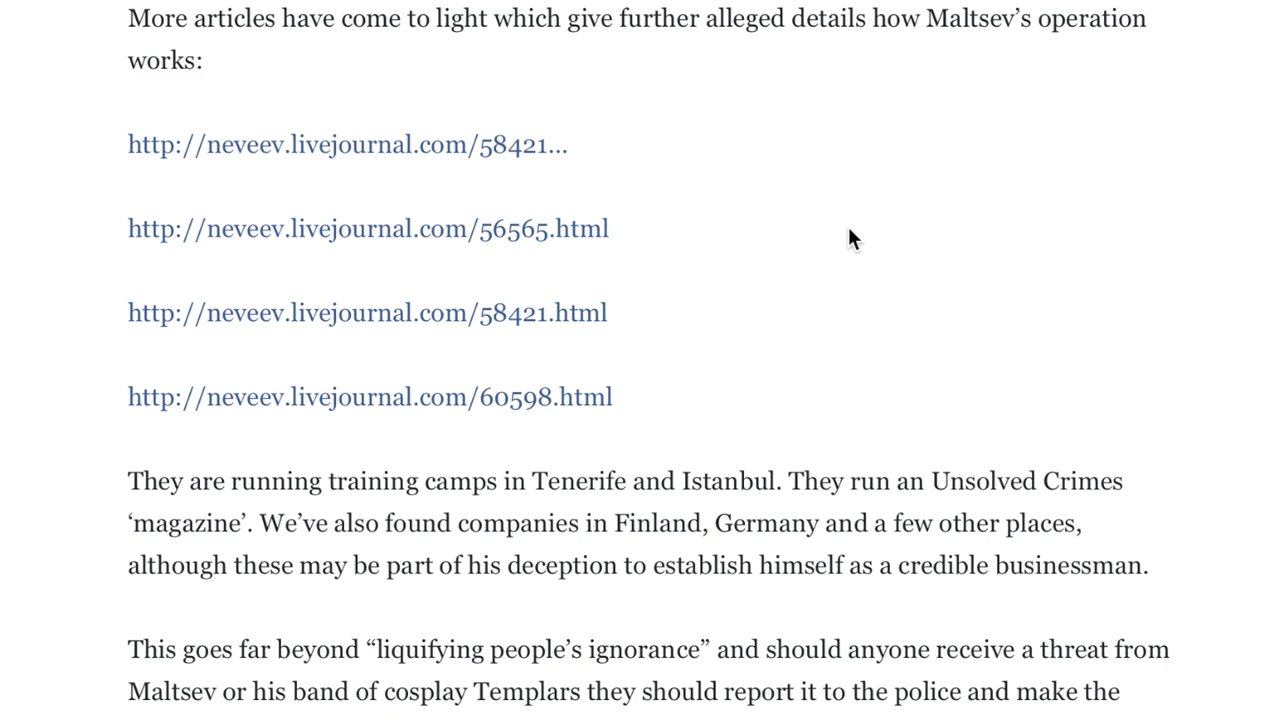 More articles have come to light which give further alleged details how Maltsev’s operation
works:
http://neveev.livejournal.com/58421...
http://neveev.livejournal.com/56565.html
http://neveev.livejournal.com/58421.html
http://neveev.livejournal.com/60598.html
They are running training camps in Tenerife and Istanbul. They run an Unsolved Crimes
‘magazine’. We’ve also found companies in Finland, Germany and a few other places,
although these may be part of his deception to establish himself as a credible businessman.
This goes far beyond “liquifying people’s ignorance” and should anyone receive a threat from
Maltsev or his band of cosplay Templars they should report it to the police and make the